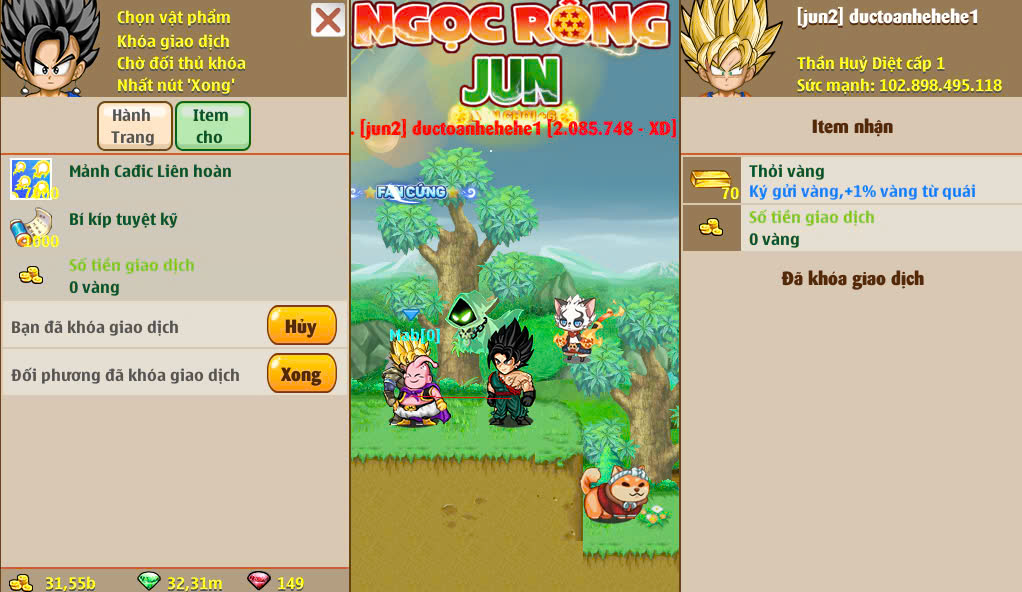 Chọn vật phẩm
Khóa giao dịch
Chờ đối thủ khóa
Nhất nút 'Xong'
Hành
Trang
Item
cho
Mảnh Cađic Liên hoàn
Bí kíp tuyệt kỹ
1000
Số tiền giao dịch
0 vàng
Bạn đã khóa giao dịch
Hủy
Đối phương đã khóa giao dịch
Xong
31,55b
32,31m
149
NGỌC RỒNG
JUN
. [jun2] ductoanhehehe1 [2.085.748 - XD]
FAN CỨNG
Mab[0]
[jun2] ductoanhehehe1
Thần Huỷ Diệt cấp 1
Sức mạnh: 102.898.495.118
Item nhận
Thỏi vàng
70
Ký gửi vàng,+1% vàng từ quái
Số tiền giao dịch
0 vàng
Đã khóa giao dịch